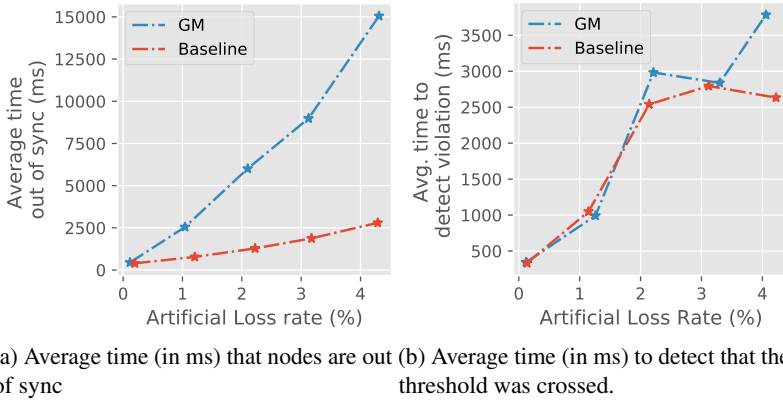 GM
Baseline
Average time
out of sync (ms)
15000
12500
10000
7500
5000
2500
0
0 1 2 3 4
Artificial Loss rate (%)
GM
Baseline
Avg. time to
detect violation (ms)
3500
3000
2500
2000
1500
1000
500
0 1 2 3 4
Artificial Loss Rate (%)
a) Average time (in ms) that nodes are out
of sync
(b) Average time (in ms) to detect that the
threshold was crossed.